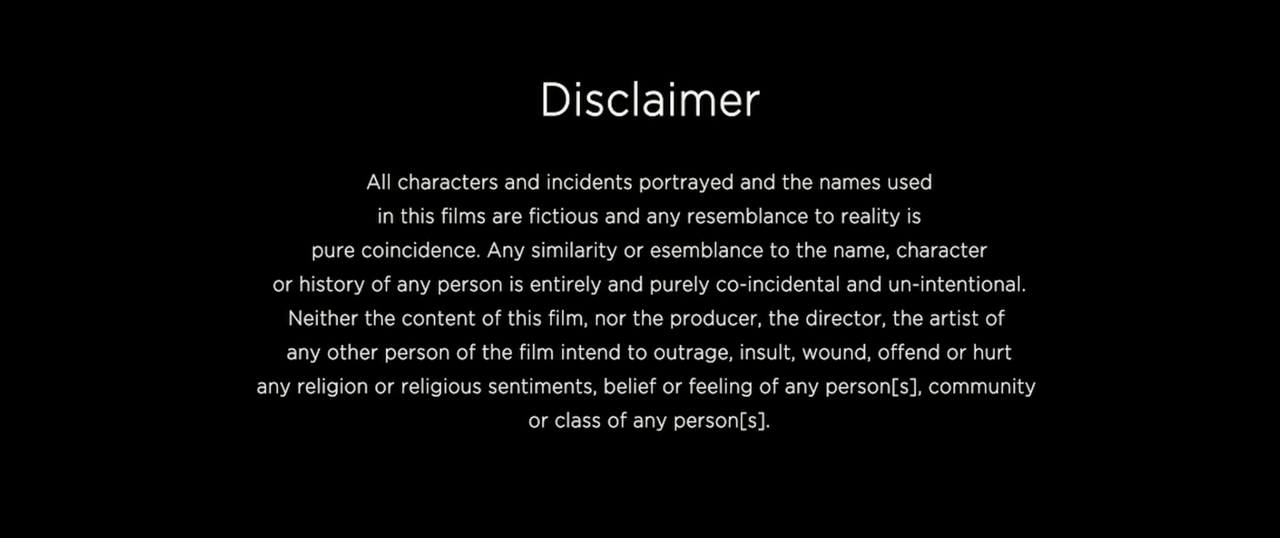 Disclaimer
All characters and incidents portrayed and the names used
in this films are fictious and any resemblance to reality is
pure coincidence. Any similarity or esemblance to the name, character
or history of any person is entirely and purely co-incidental and un-intentional.
Neither the content of this film, nor the producer, the director, the artist of
any other person of the film intend to outrage, insult, wound, offend or hurt
any religion or religious sentiments, belief or feeling of any person[s], community
or class of any person[s].